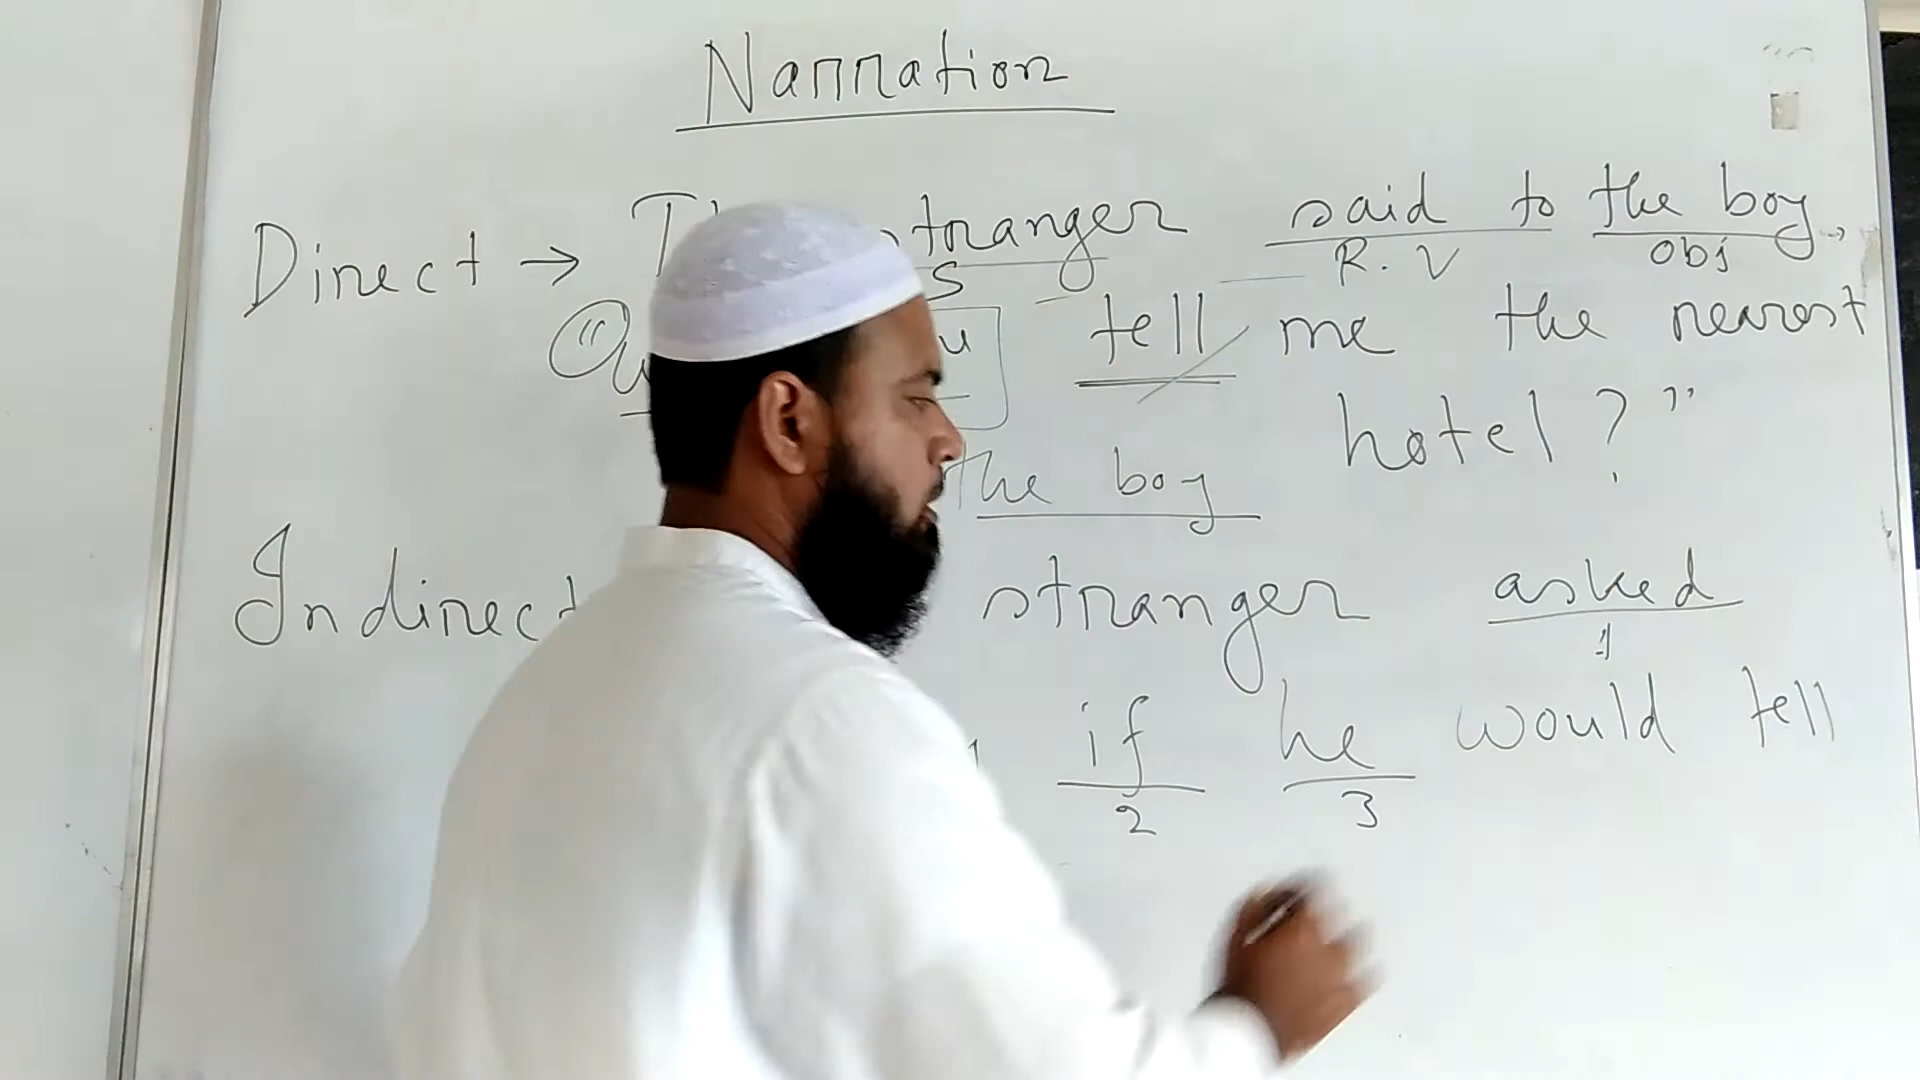 Narration
Direct → stranger said to the boy,
S R.V Obj
" tell me the nearest
hotel ?"
the boy
Indirect stranger asked
1
if he would tell
2 3